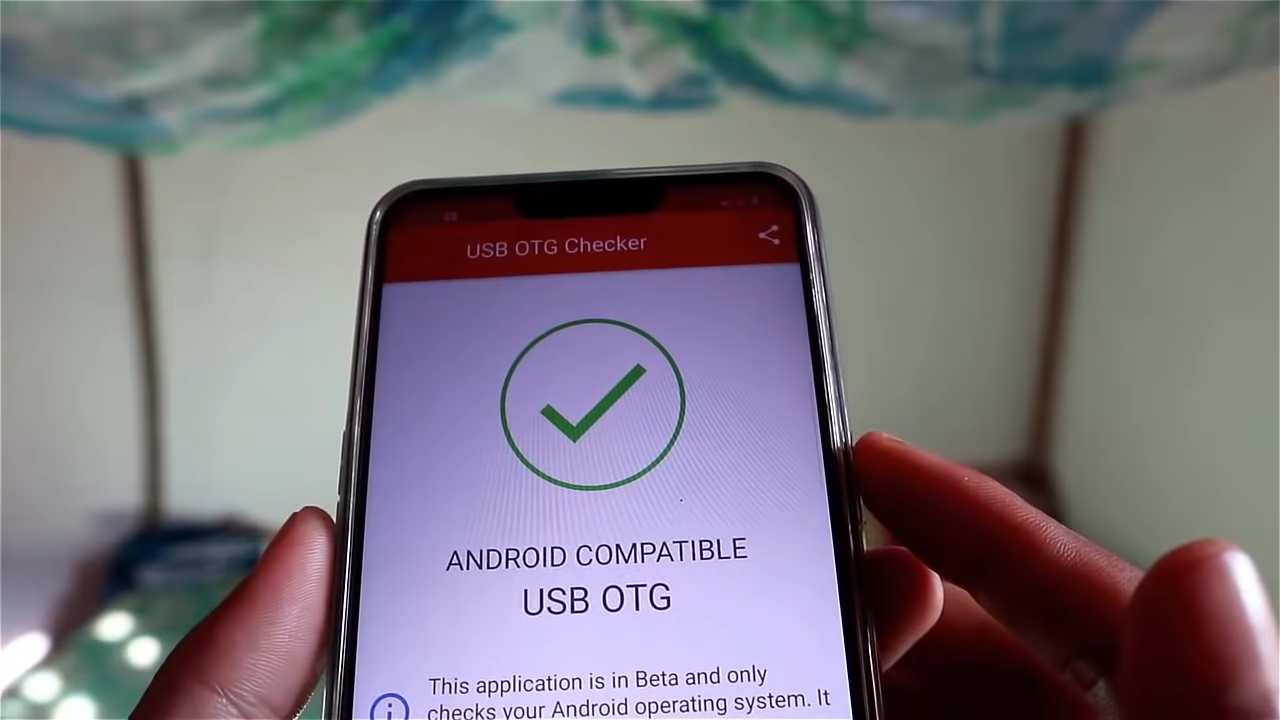 USB OTG Checker
ANDROID COMPATIBLE
USB OTG
This application is in Beta and only
checks your Android operating system. It